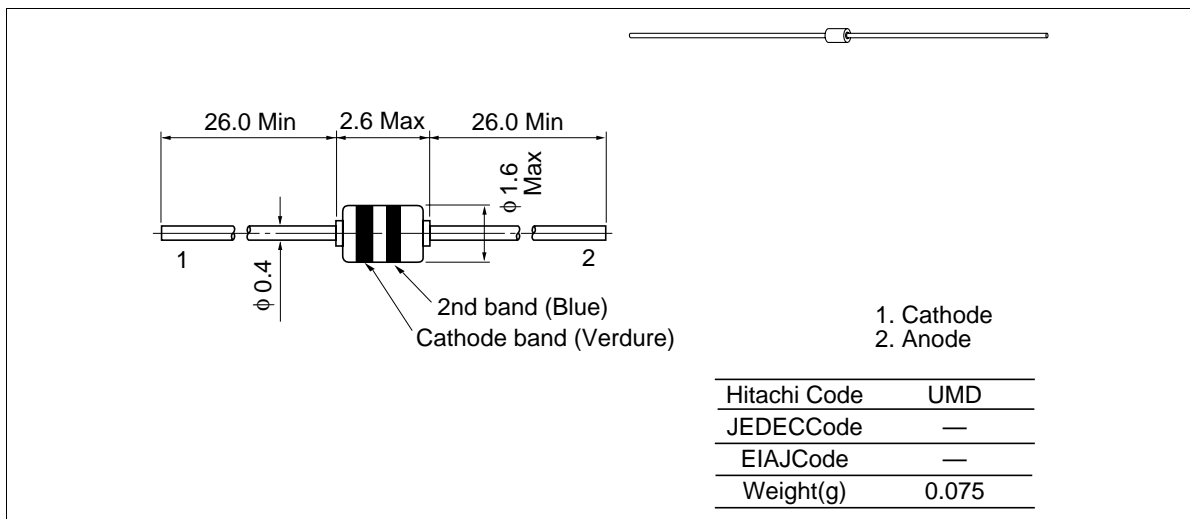 26.0 Min 2.6 Max 26.0 Min
φ 1.6
Max
1 2
φ 0.4
2nd band (Blue)
Cathode band (Verdure)
1. Cathode
2. Anode
Hitachi Code UMD
JEDECCode —
EIAJCode —
Weight(g) 0.075